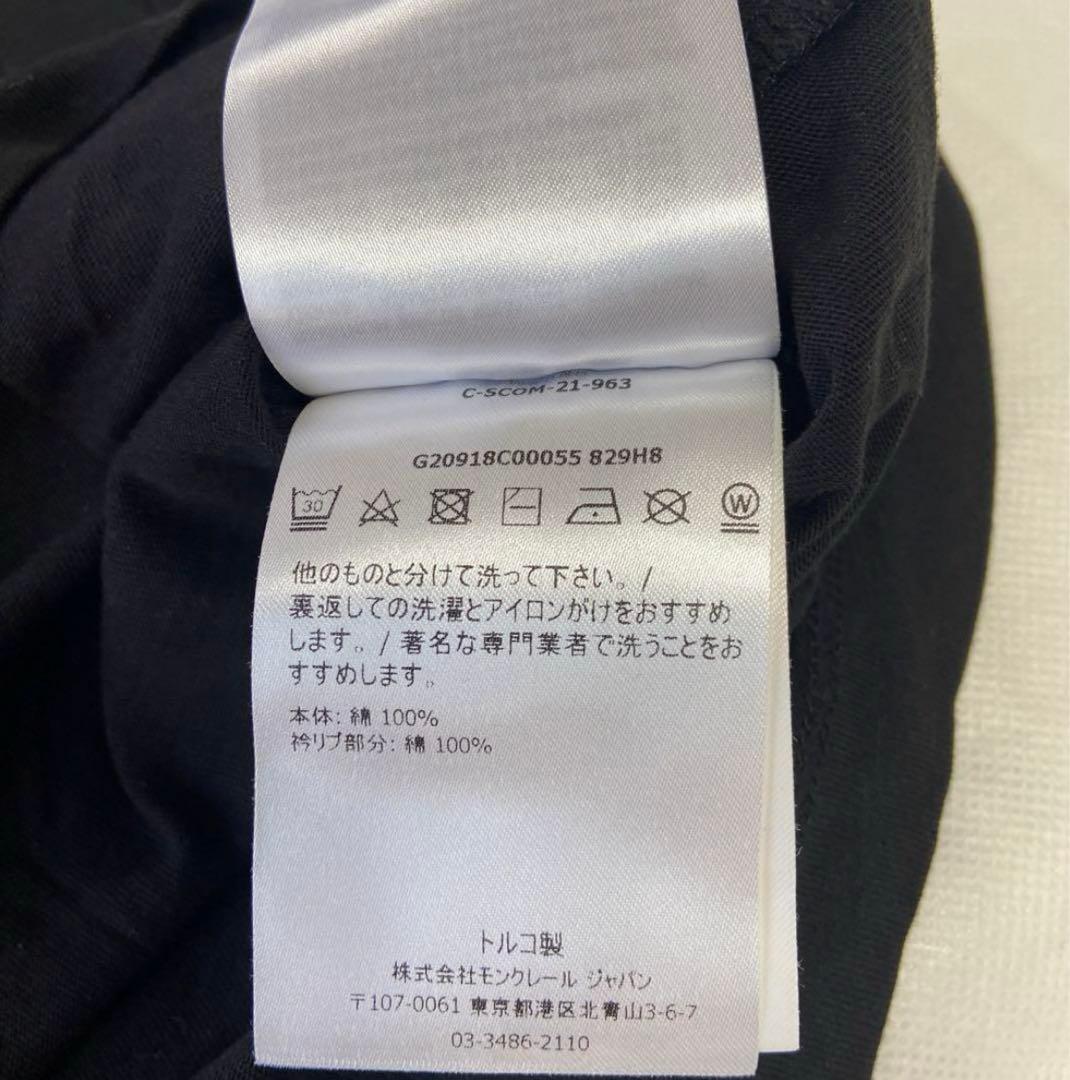 C-SCOM-21-963
G20918C00055 829H8
30
W
他のものと分けて洗って下さい。/
裏返しての洗濯とアイロンがけをおすすめ
します。/ 著名な専門業者で洗うことをお
すすめします。
本体: 綿 100%
衿リブ部分: 綿 100%
トルコ製
株式会社モンクレール ジャパン
〒107-0061 東京都港区北青山3-6-7
03-3486-2110